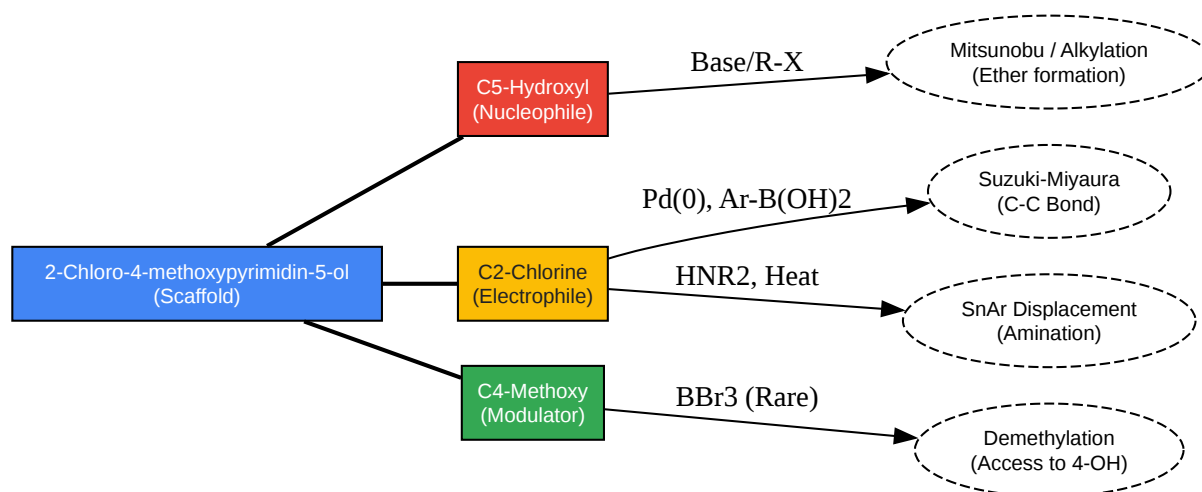 Mitsunobu / Alkylation
(Ether formation)
Base/R-X
C5-Hydroxyl
(Nucleophile)
Suzuki-Miyaura
(C-C Bond)
Pd(0), Ar-B(OH)2
2-Chloro-4-methoxypyrimidin-5-ol
(Scaffold)
C2-Chlorine
(Electrophile)
HNR2, Heat
SnAr Displacement
(Amination)
C4-Methoxy
(Modulator)
BBr3 (Rare)
Demethylation
(Access to 4-OH)